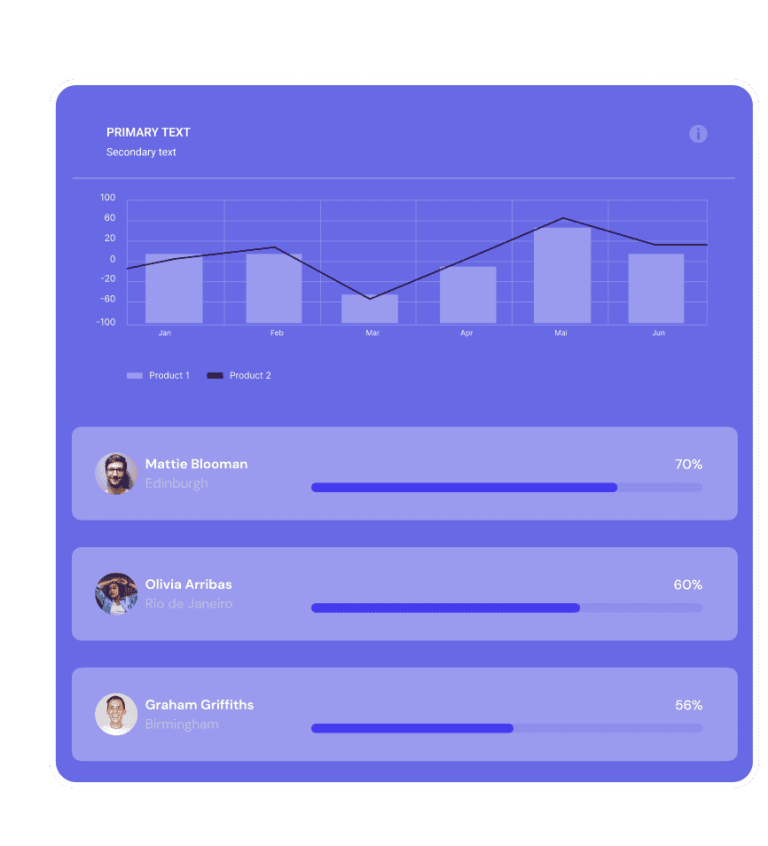 PRIMARY TEXT
Secondary text
100
60
20
0
-20
-60
-100
Jan Feb Mar Apr Mai Jun
Product 1 Product 2
Mattie Blooman 70%
Edinburgh
Olivia Arribas 60%
Rio de Janeiro
Graham Griffiths 56%
Birmingham